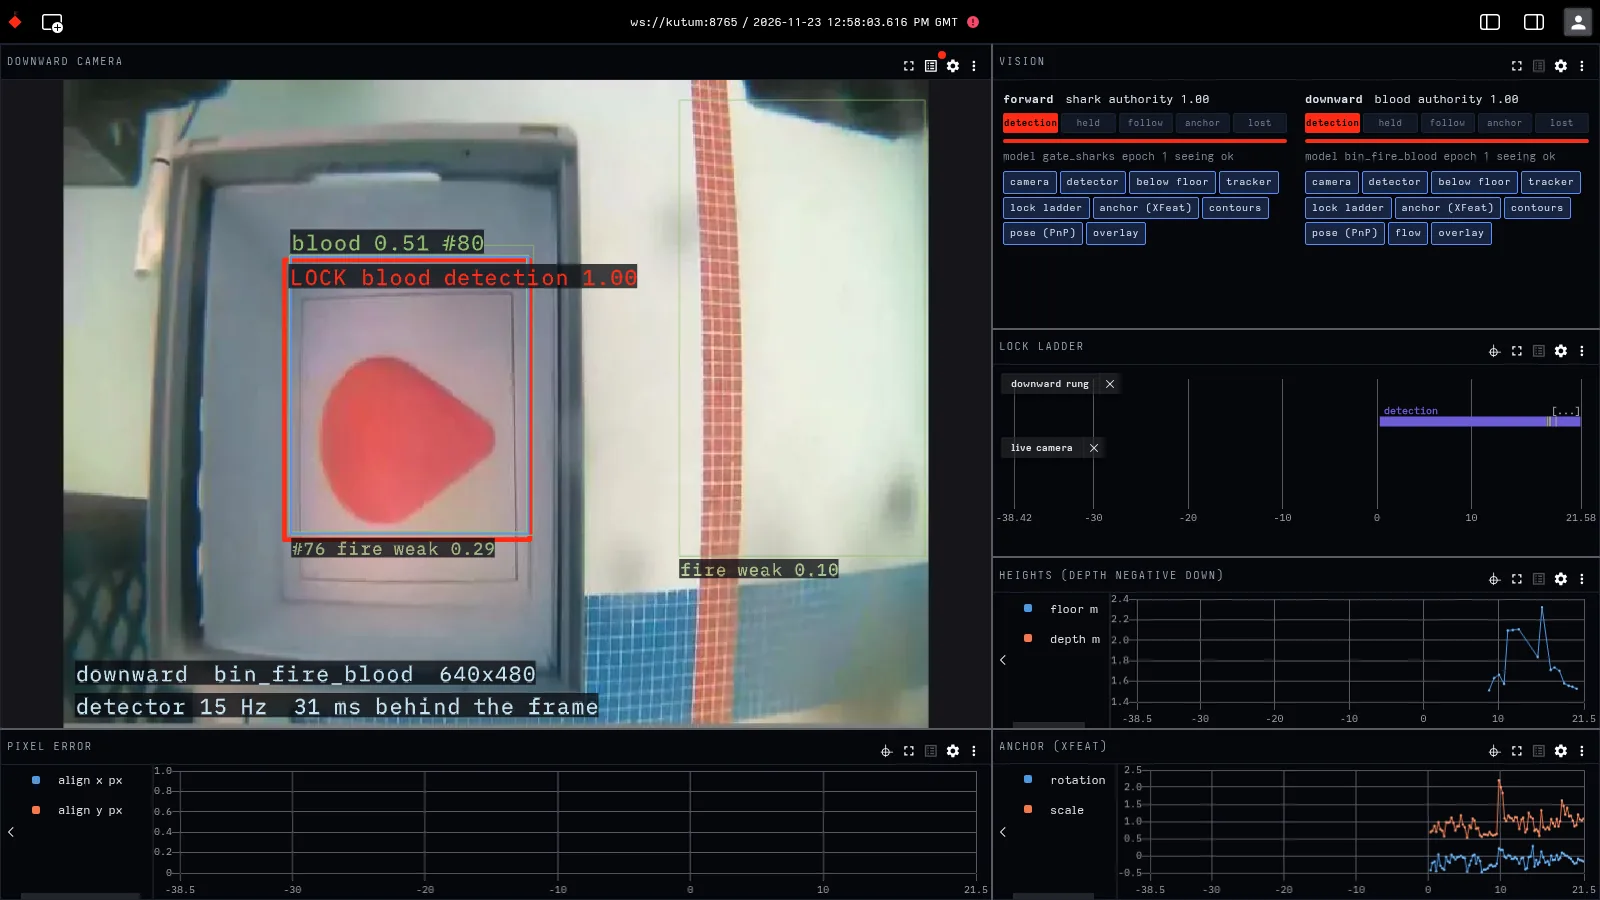 ws://kutum:8765 / 2026-11-23 12:58:03.616 PM GMT
DOWNWARD CAMERA
blood 0.51 #80
LOCK blood detection 1.00
#76 fire weak 0.29
fire weak 0.10
downward bin_fire_blood 640x480
detector 15 Hz 31 ms behind the frame
VISION
forward shark authority 1.00
detection held follow anchor lost
model gate_sharks epoch 1 seeing ok
camera detector below floor tracker
lock ladder anchor (XFeat) contours
pose (PnP) overlay
downward blood authority 1.00
detection held follow anchor lost
model bin_fire_blood epoch 1 seeing ok
camera detector below floor tracker
lock ladder anchor (XFeat) contours
pose (PnP) flow overlay
LOCK LADDER
downward rung
detection [...]
live camera
-38.42 -30 -20 -10 0 10 21.58
HEIGHTS (DEPTH NEGATIVE DOWN)
floor m
depth m
2.4
2.2
2.0
1.8
1.6
1.4
-38.5 -30 -20 -10 0 10 21.5
PIXEL ERROR
align x px
align y px
1.0
0.8
0.6
0.4
0.2
0
-38.5 -30 -20 -10 0 10 21.5
ANCHOR (XFEAT)
rotation
scale
2.5
2.0
1.5
1.0
0.5
0
-0.5
-38.5 -30 -20 -10 0 10 21.5